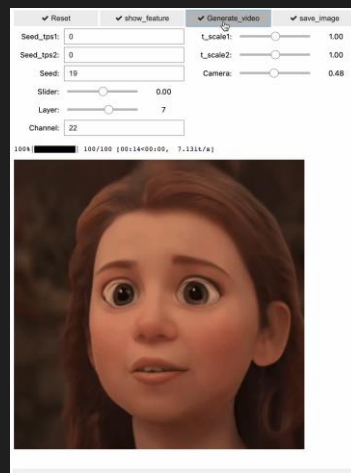 ✔ Reset ✔ show_feature ✔ Generate_video ✔ save_image
Seed_tps1: 0 t_scale1: 1.00
Seed_tps2: 0 t_scale2: 1.00
Seed: 19 Camera: 0.48
Slider: 0.00
Layer: 7
Channel: 22
100% 100/100 [00:14<00:00, 7.13it/s]